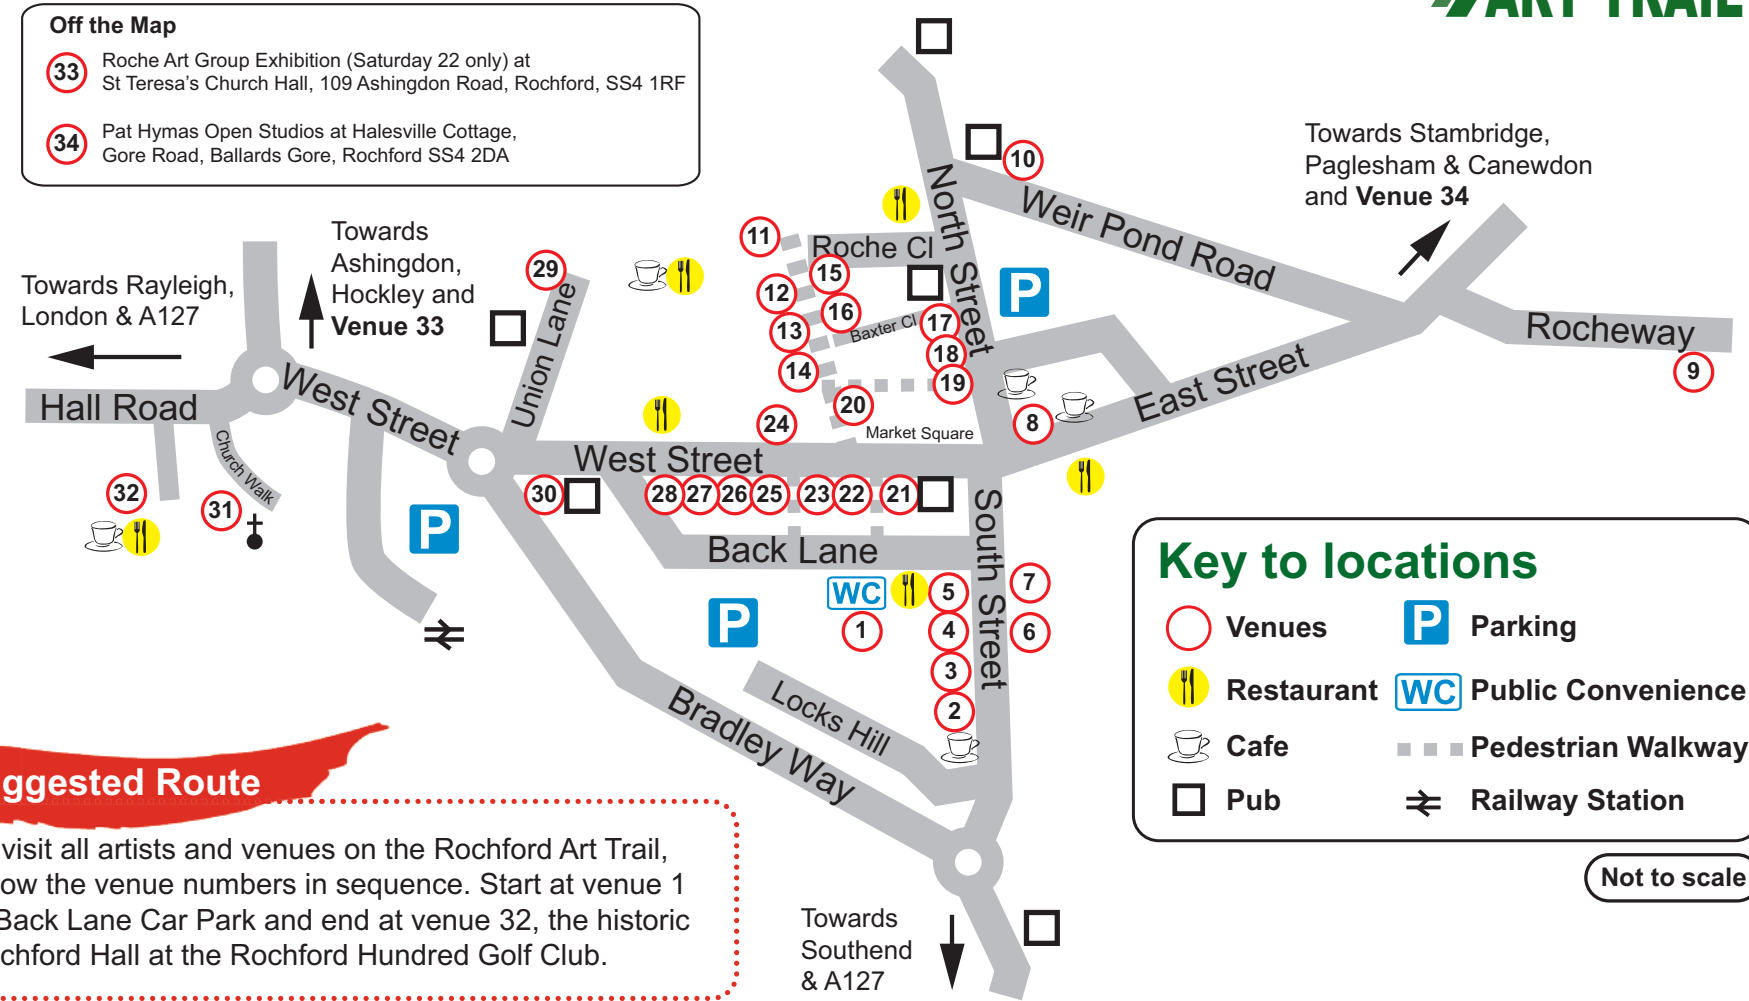 ART TRAIL
Off the Map
33 Roche Art Group Exhibition (Saturday 22 only) at
St Teresa's Church Hall, 109 Ashingdon Road, Rochford, SS4 1RF
34 Pat Hymas Open Studios at Halesville Cottage,
Gore Road, Ballards Gore, Rochford SS4 2DA
Towards Stambridge,
Paglesham & Canewdon
and Venue 34
Towards
Ashingdon,
Hockley and
Venue 33
Towards Rayleigh,
London & A127
Hall Road
West Street
Church Walk
Union Lane
29
32
31
P
10
North Street
Weir Pond Road
11
Roche Cl
15
12
16
13
Baxter Cl
17
18
14
19
20
24
Market Square
P
8
East Street
Rocheway
9
West Street
30
28
27
26
25
23
22
21
Back Lane
South Street
P
WC
1
5
4
3
2
7
6
Locks Hill
Bradley Way
Towards
Southend
& A127
Key to locations
Venues
P Parking
Restaurant
WC Public Convenience
Cafe
Pedestrian Walkway
Pub
Railway Station
Not to scale
ggested Route
visit all artists and venues on the Rochford Art Trail,
ow the venue numbers in sequence. Start at venue 1
Back Lane Car Park and end at venue 32, the historic
chford Hall at the Rochford Hundred Golf Club.